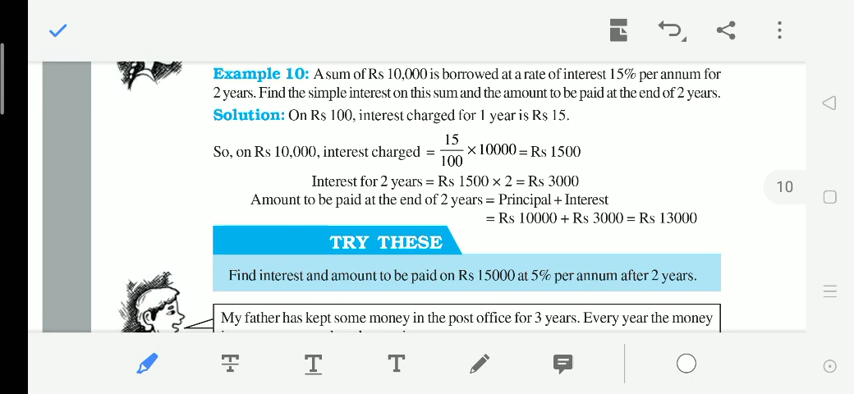 Example 10: A sum of Rs 10,000 is borrowed at a rate of interest 15% per annum for
2 years. Find the simple interest on this sum and the amount to be paid at the end of 2 years.
Solution: On Rs 100, interest charged for 1 year is Rs 15.
So, on Rs 10,000, interest charged = 15/100 × 10000 = Rs 1500
Interest for 2 years = Rs 1500 × 2 = Rs 3000
10
Amount to be paid at the end of 2 years = Principal + Interest
= Rs 10000 + Rs 3000 = Rs 13000
TRY THESE
Find interest and amount to be paid on Rs 15000 at 5% per annum after 2 years.
My father has kept some money in the post office for 3 years. Every year the money
T T T